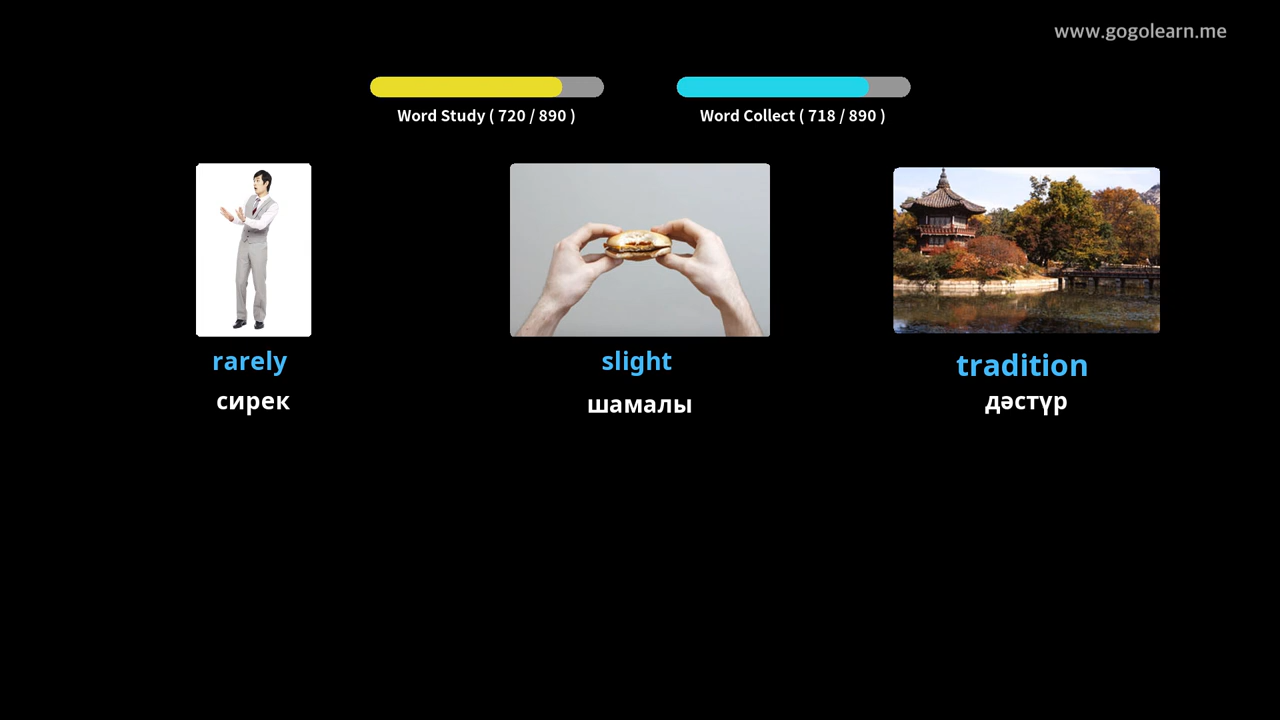 www.gogolearn.me
Word Study ( 720 / 890 )
Word Collect ( 718 / 890 )
rarely
slight
tradition
сирек
шамалы
дәстүр